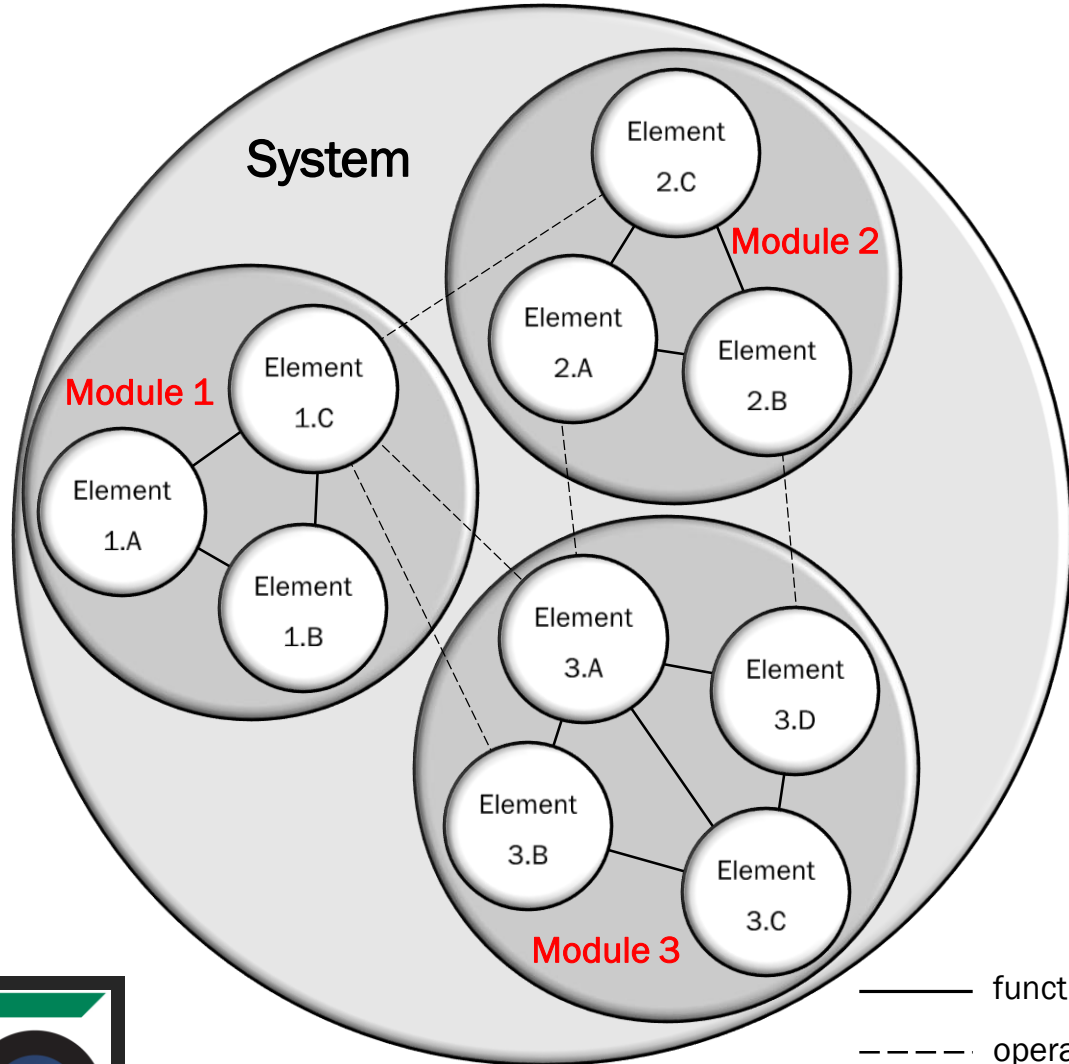 System
Element
2.C
Module 2
Element
2.A
Element
2.B
Module 1
Element
1.C
Element
1.A
Element
1.B
Element
3.A
Element
3.D
Element
3.B
Element
3.C
Module 3
funct
opera